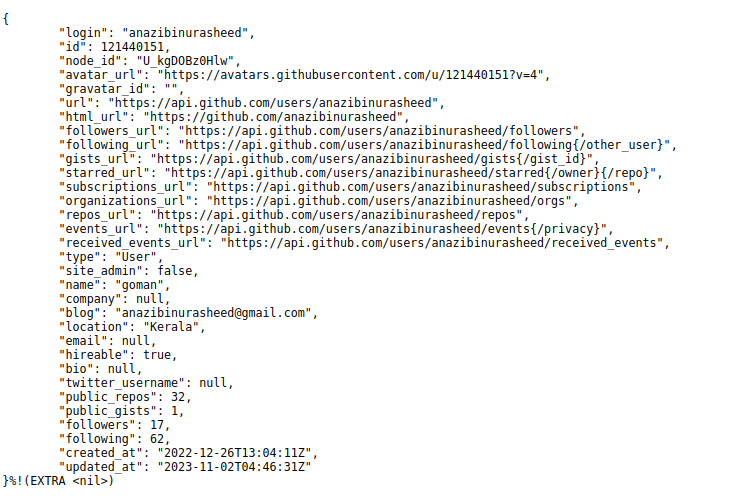 {
"login": "anazibinurasheed",
"id": 121440151,
"node_id": "U_kgDOBz0Hlw",
"avatar_url": "https://avatars.githubusercontent.com/u/121440151?v=4",
"gravatar_id": "",
"url": "https://api.github.com/users/anazibinurasheed",
"html_url": "https://github.com/anazibinurasheed",
"followers_url": "https://api.github.com/users/anazibinurasheed/followers",
"following_url": "https://api.github.com/users/anazibinurasheed/following{/other_user}",
"gists_url": "https://api.github.com/users/anazibinurasheed/gists{/gist_id}",
"starred_url": "https://api.github.com/users/anazibinurasheed/starred{/owner}{/repo}",
"subscriptions_url": "https://api.github.com/users/anazibinurasheed/subscriptions",
"organizations_url": "https://api.github.com/users/anazibinurasheed/orgs",
"repos_url": "https://api.github.com/users/anazibinurasheed/repos",
"events_url": "https://api.github.com/users/anazibinurasheed/events{/privacy}",
"received_events_url": "https://api.github.com/users/anazibinurasheed/received_events",
"type": "User",
"site_admin": false,
"name": "goman",
"company": null,
"blog": "anazibinurasheed@gmail.com",
"location": "Kerala",
"email": null,
"hireable": true,
"bio": null,
"twitter_username": null,
"public_repos": 32,
"public_gists": 1,
"followers": 17,
"following": 62,
"created_at": "2022-12-26T13:04:11Z",
"updated_at": "2023-11-02T04:46:31Z"
}%!(EXTRA <nil>)